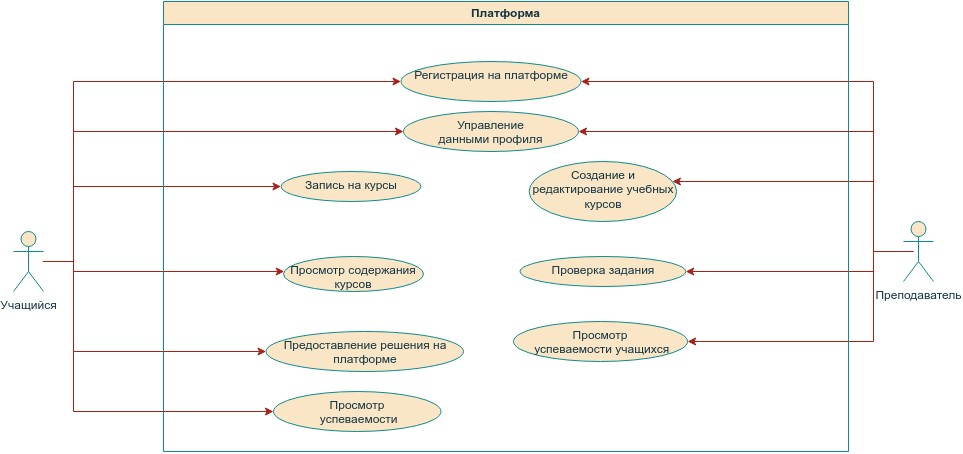 Платформа
Регистрация на платформе
Управление
данными профиля
Запись на курсы
Создание и
редактирование учебных
курсов
Просмотр содержания
курсов
Проверка задания
Учащийся
Преподаватель
Предоставление решения на
платформе
Просмотр
успеваемости учащихся
Просмотр
успеваемости